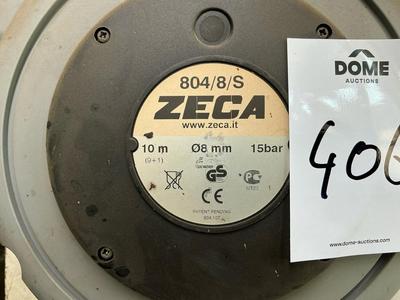 804/8/S
ZECA
www.zeca.it
10 m Ø8 mm 15bar
(9+1)
CE
PATENT PENDING
DOME
AUCTIONS
www.dome-auctions.com